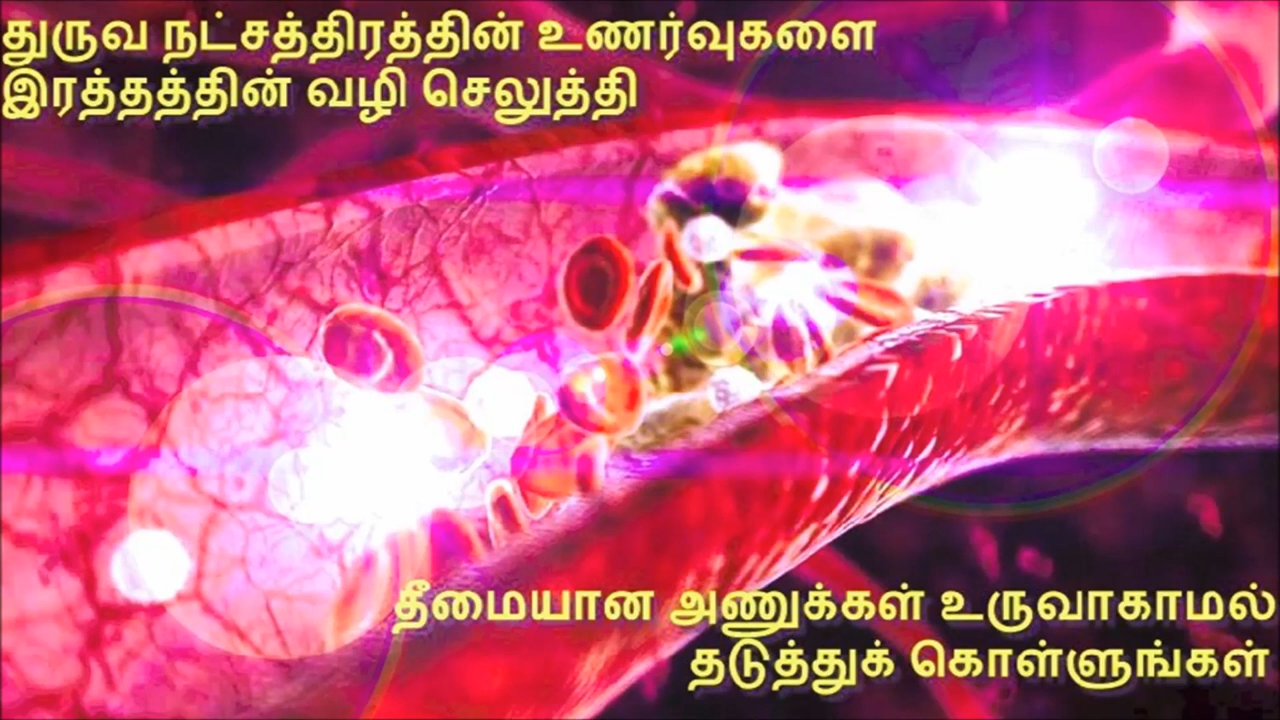 துருவ நட்சத்திரத்தின் உணர்வுகளை
இரத்தத்தின் வழி செலுத்தி
தீமையான அணுக்கள் உருவாகாமல்
தடுத்துக் கொள்ளுங்கள்